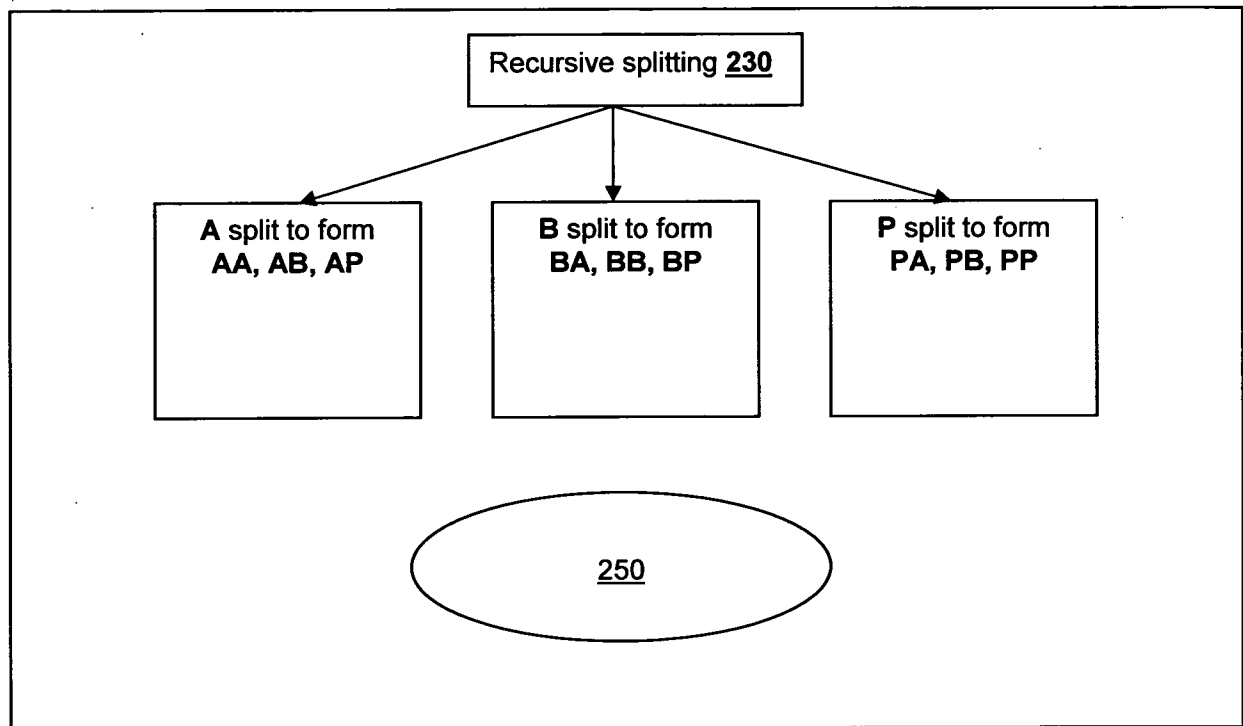 Recursive splitting 230
A split to form
AA, AB, AP
B split to form
BA, BB, BP
P split to form
PA, PB, PP
250